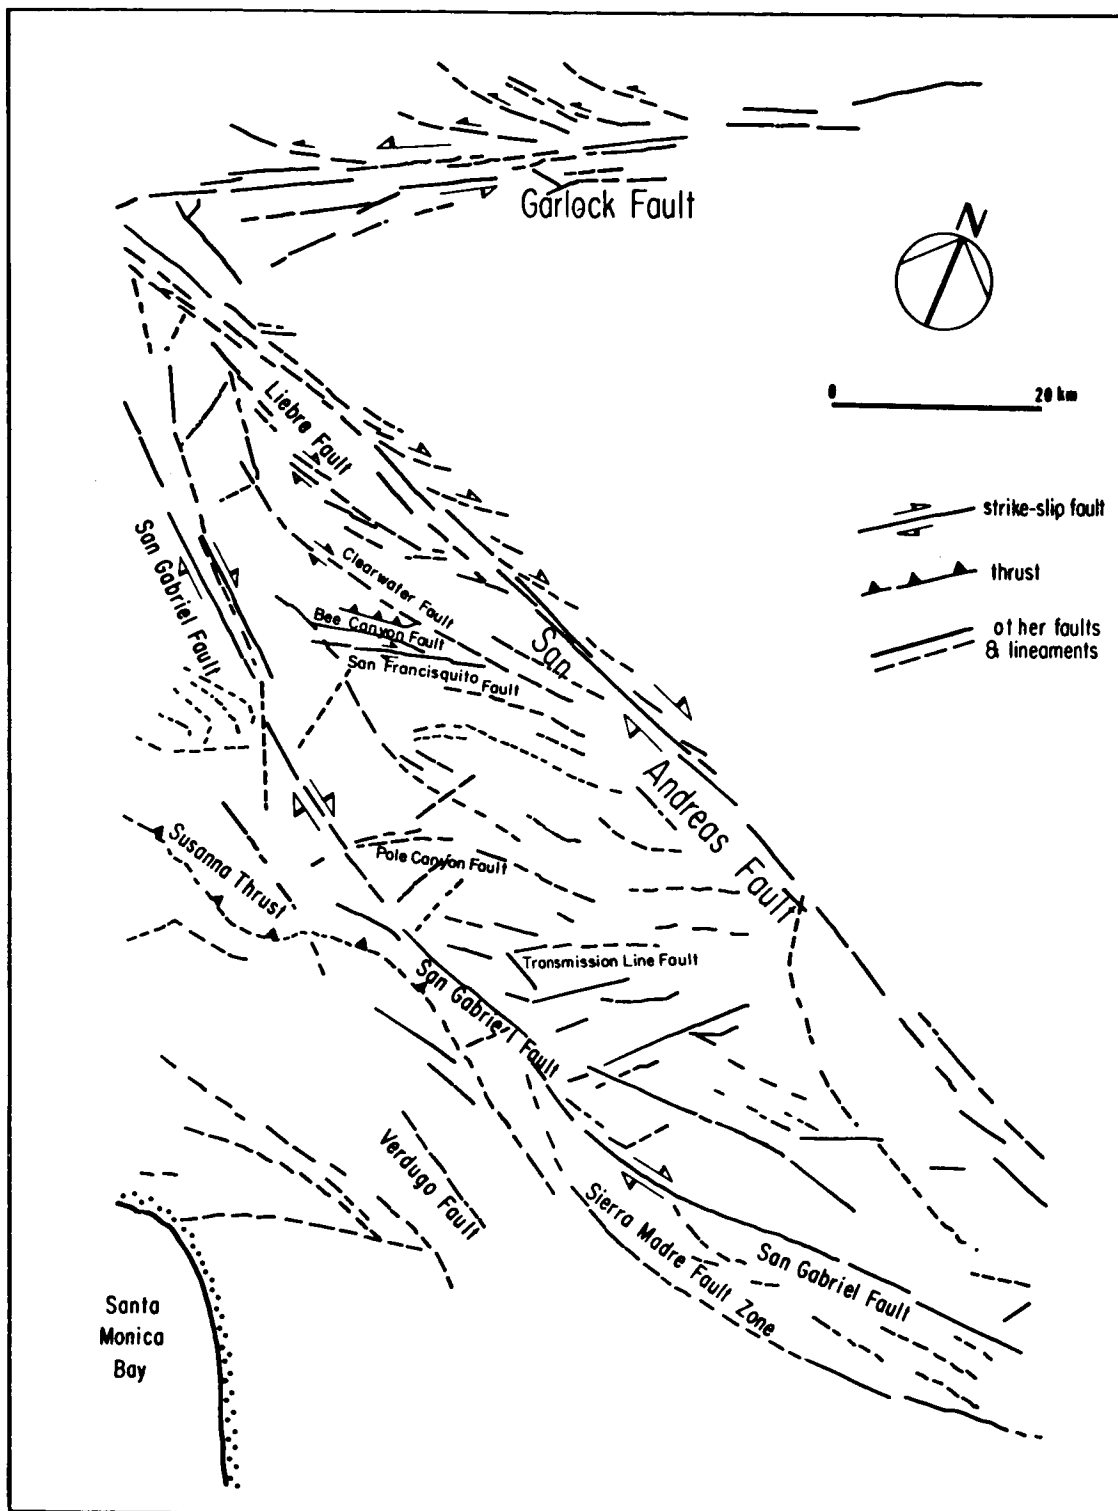 Garlock Fault
N
0 20 km
Liebre Fault
strike-slip fault
San Gabriel Fault
Clearwater Fault
thrust
Bee Canyon Fault
San Francisquito Fault
other faults
& lineaments
San Andreas Fault
Susanna Thrust
Pole Canyon Fault
Transmission Line Fault
San Gabriel Fault
Verdugo Fault
Sierra Madre Fault Zone
San Gabriel Fault
Santa
Monica
Bay